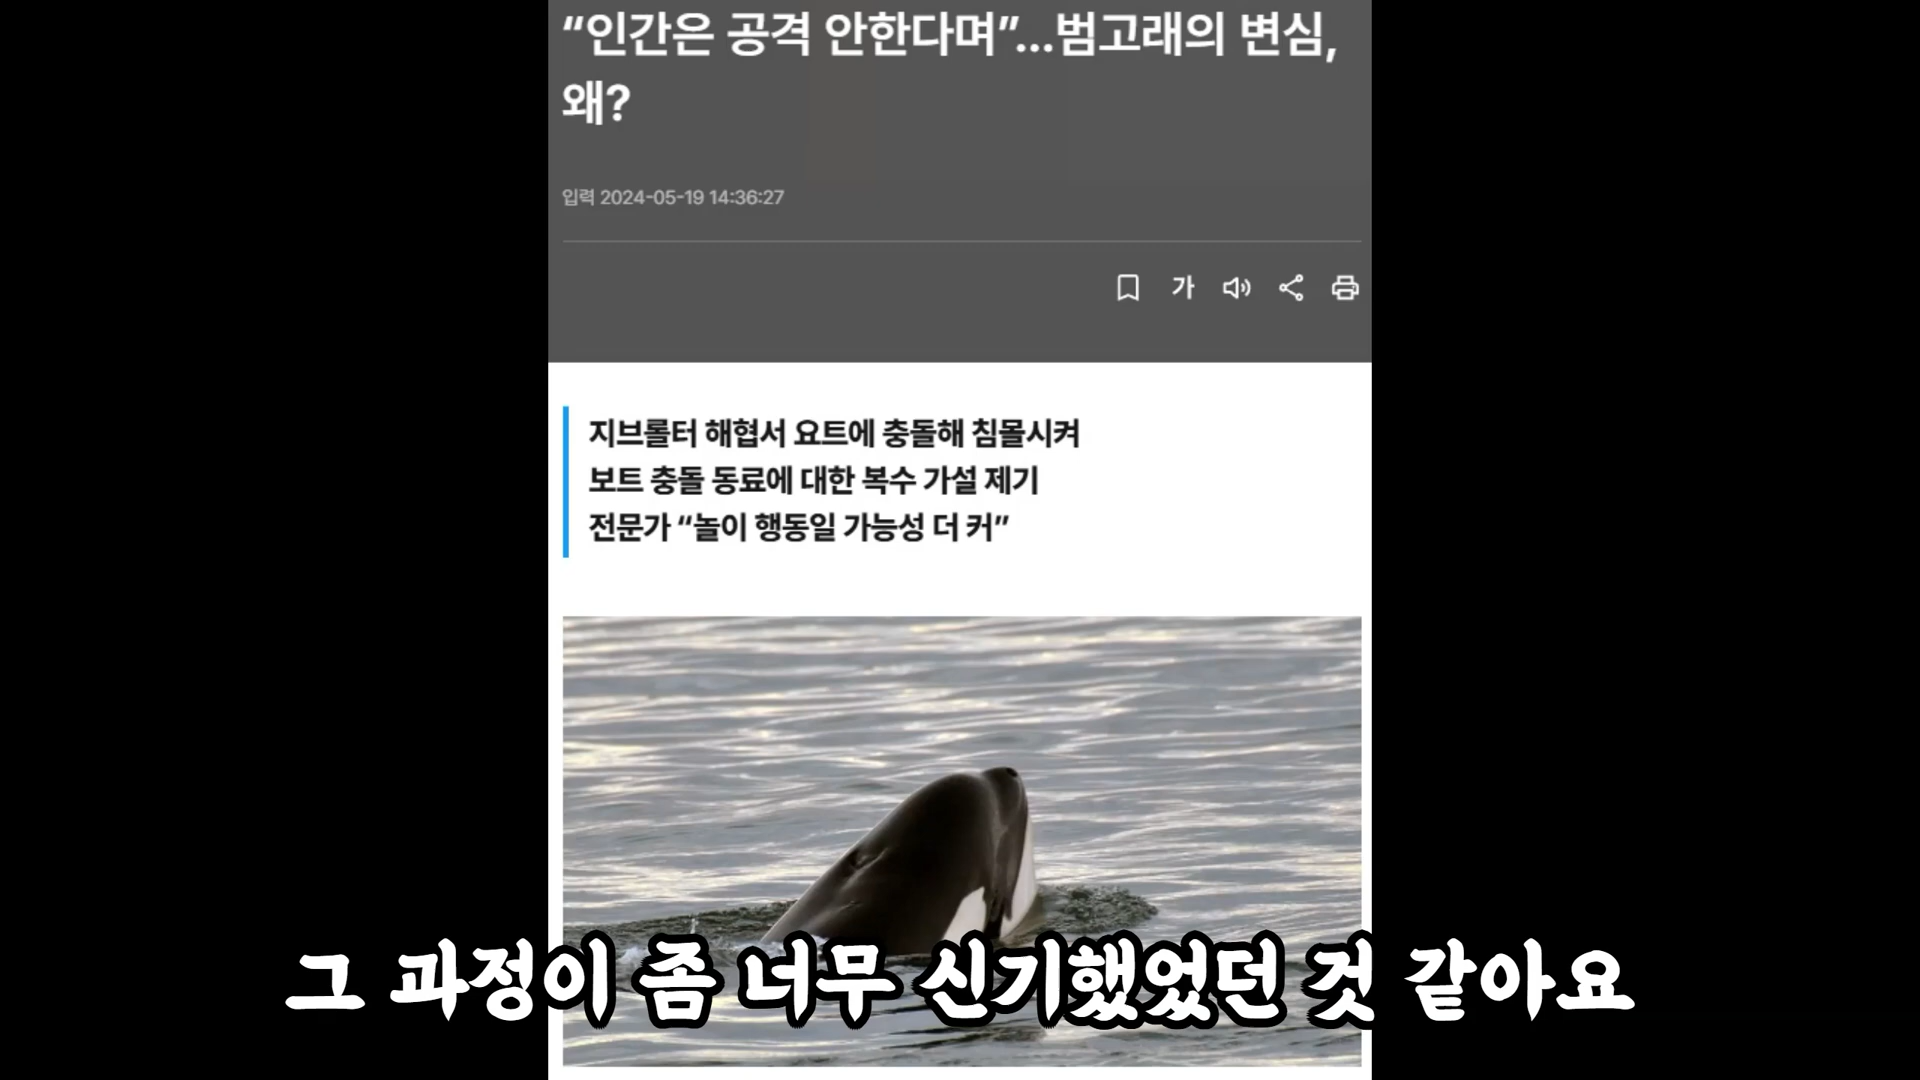 “인간은 공격 안한다며”...범고래의 변심,
왜?
입력 2024-05-19 14:36:27
가
지브롤터 해협서 요트에 충돌해 침몰시켜
보트 충돌 동료에 대한 복수 가설 제기
전문가 “놀이 행동일 가능성 더 커”
그 과정이 좀 너무 신기했었던 것 같아요